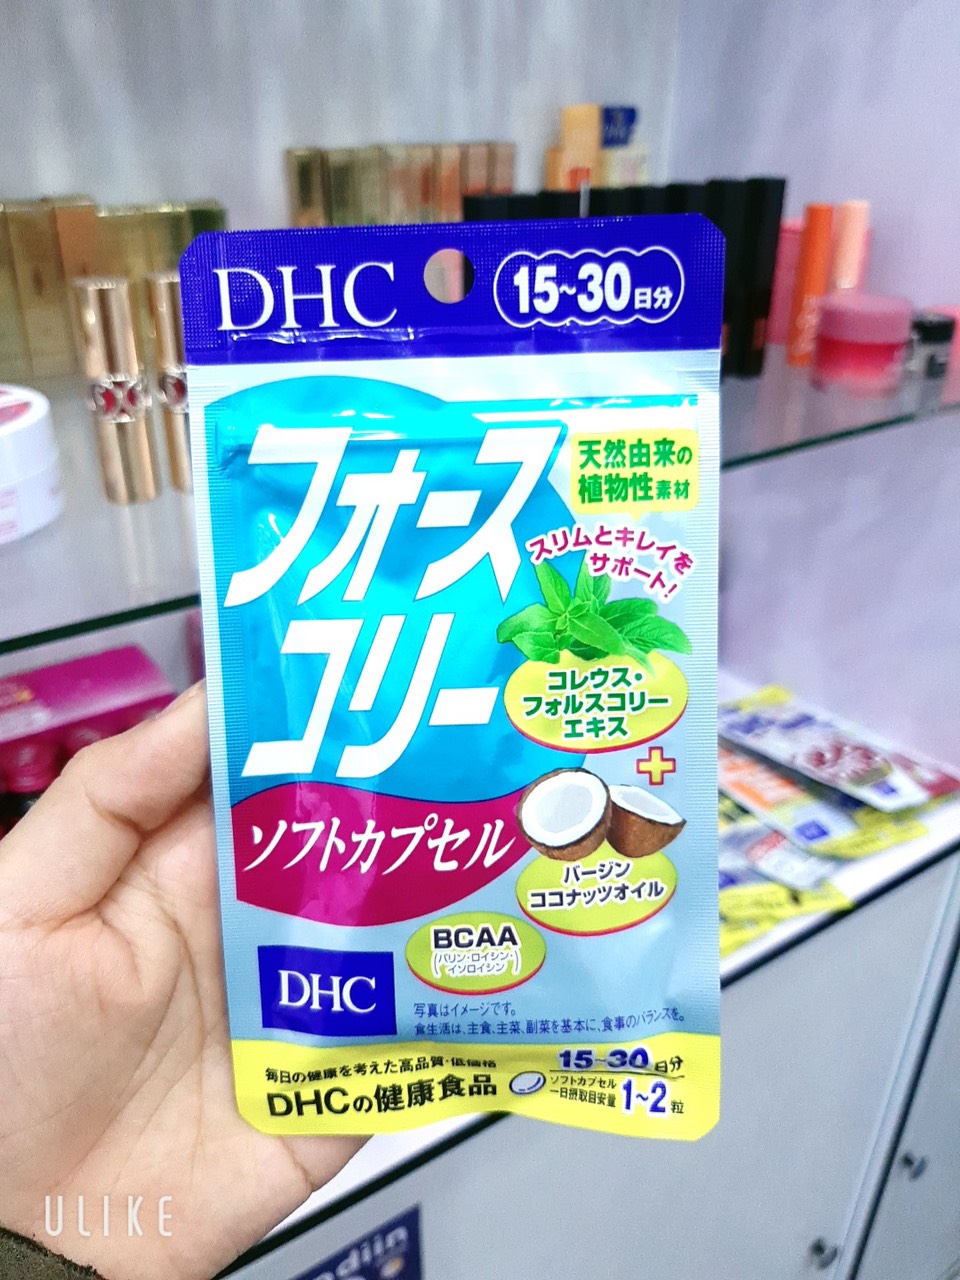 DHC
15~30日分
フォース
コリー
天然由来の
植物性素材
スリムとキレイを
サポート!
コレウス・
フォルスコリー
エキス
+
ソフトカプセル
バージン
ココナッツオイル
BCAA
(バリン・ロイシン・
イソロイシン)
DHC
写真はイメージです。
食生活は、主食、主菜、副菜を基本に、食事のバランスを。
毎日の健康を考えた高品質・低価格
DHCの健康食品
15~30日分
ソフトカプセル
一日摂取目安量
1~2粒
DHC
ULIKE